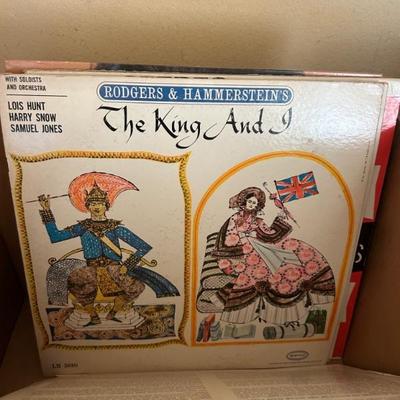 WITH SOLOISTS
AND ORCHESTRA
LOIS HUNT
HARRY SNOW
SAMUEL JONES
RODGERS & HAMMERSTEIN'S
The King And I